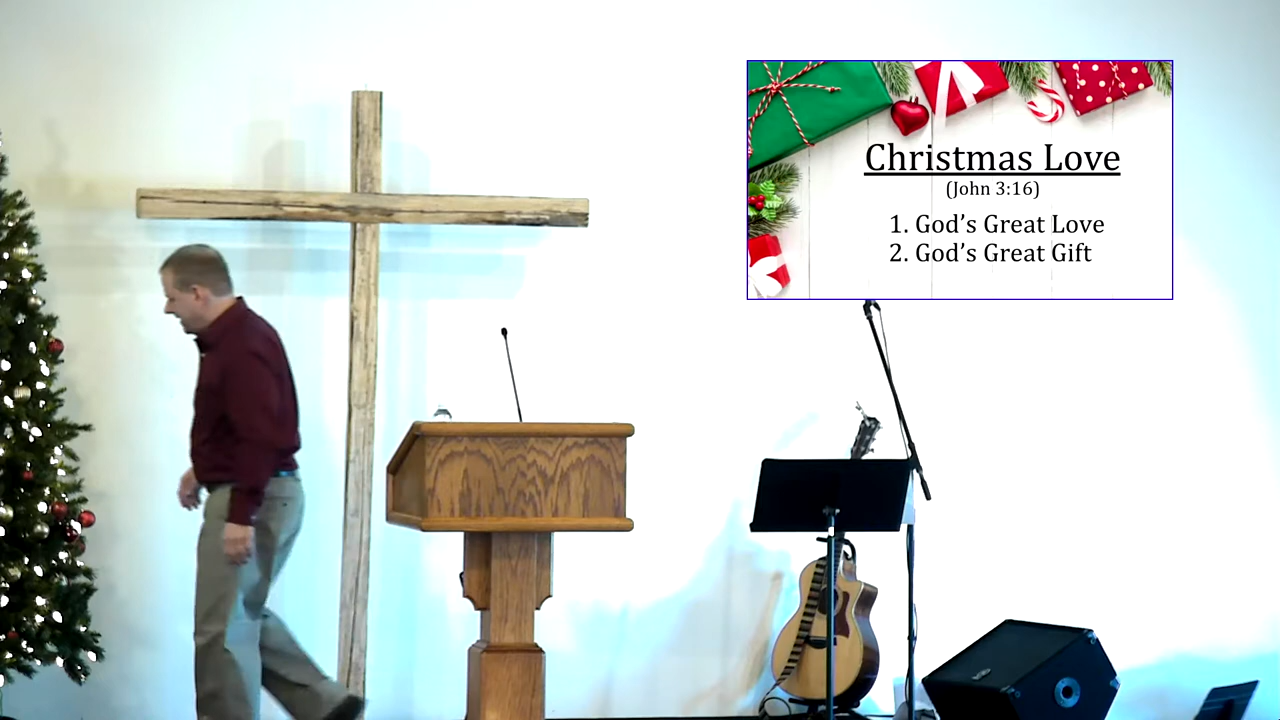 Christmas Love
(John 3:16)
1. God's Great Love
2. God's Great Gift